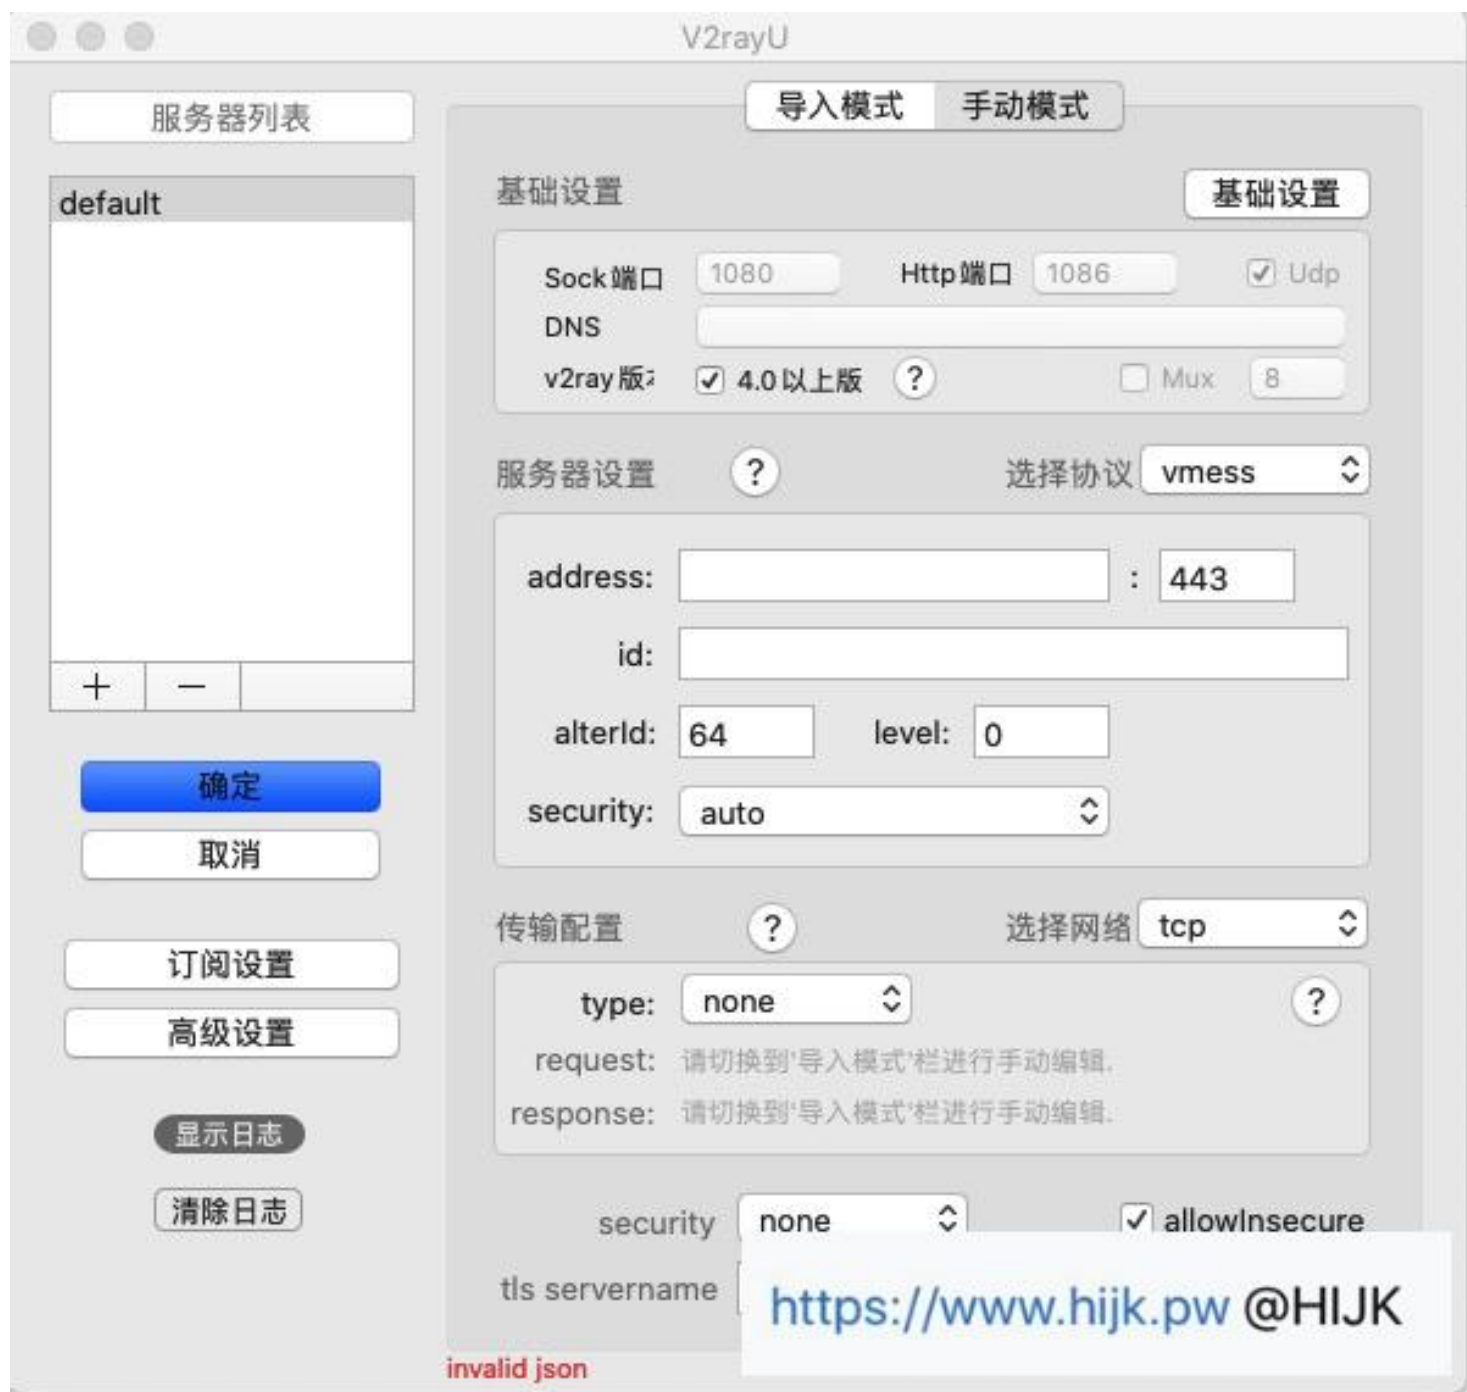 V2rayU
服务器列表
default
确定
取消
订阅设置
高级设置
显示日志
清除日志
导入模式 手动模式
基础设置 基础设置
Sock端口 1080 Http端口 1086 Udp
DNS
v2ray版 4.0以上版 ? Mux 8
服务器设置 ? 选择协议 vmess
address: : 443
id:
alterId: 64 level: 0
security: auto
传输配置 ? 选择网络 tcp
type: none ?
request: 请切换到'导入模式'栏进行手动编辑.
response: 请切换到'导入模式'栏进行手动编辑.
security none allowInsecure
tls servername
https://www.hijk.pw @HIJK
invalid json